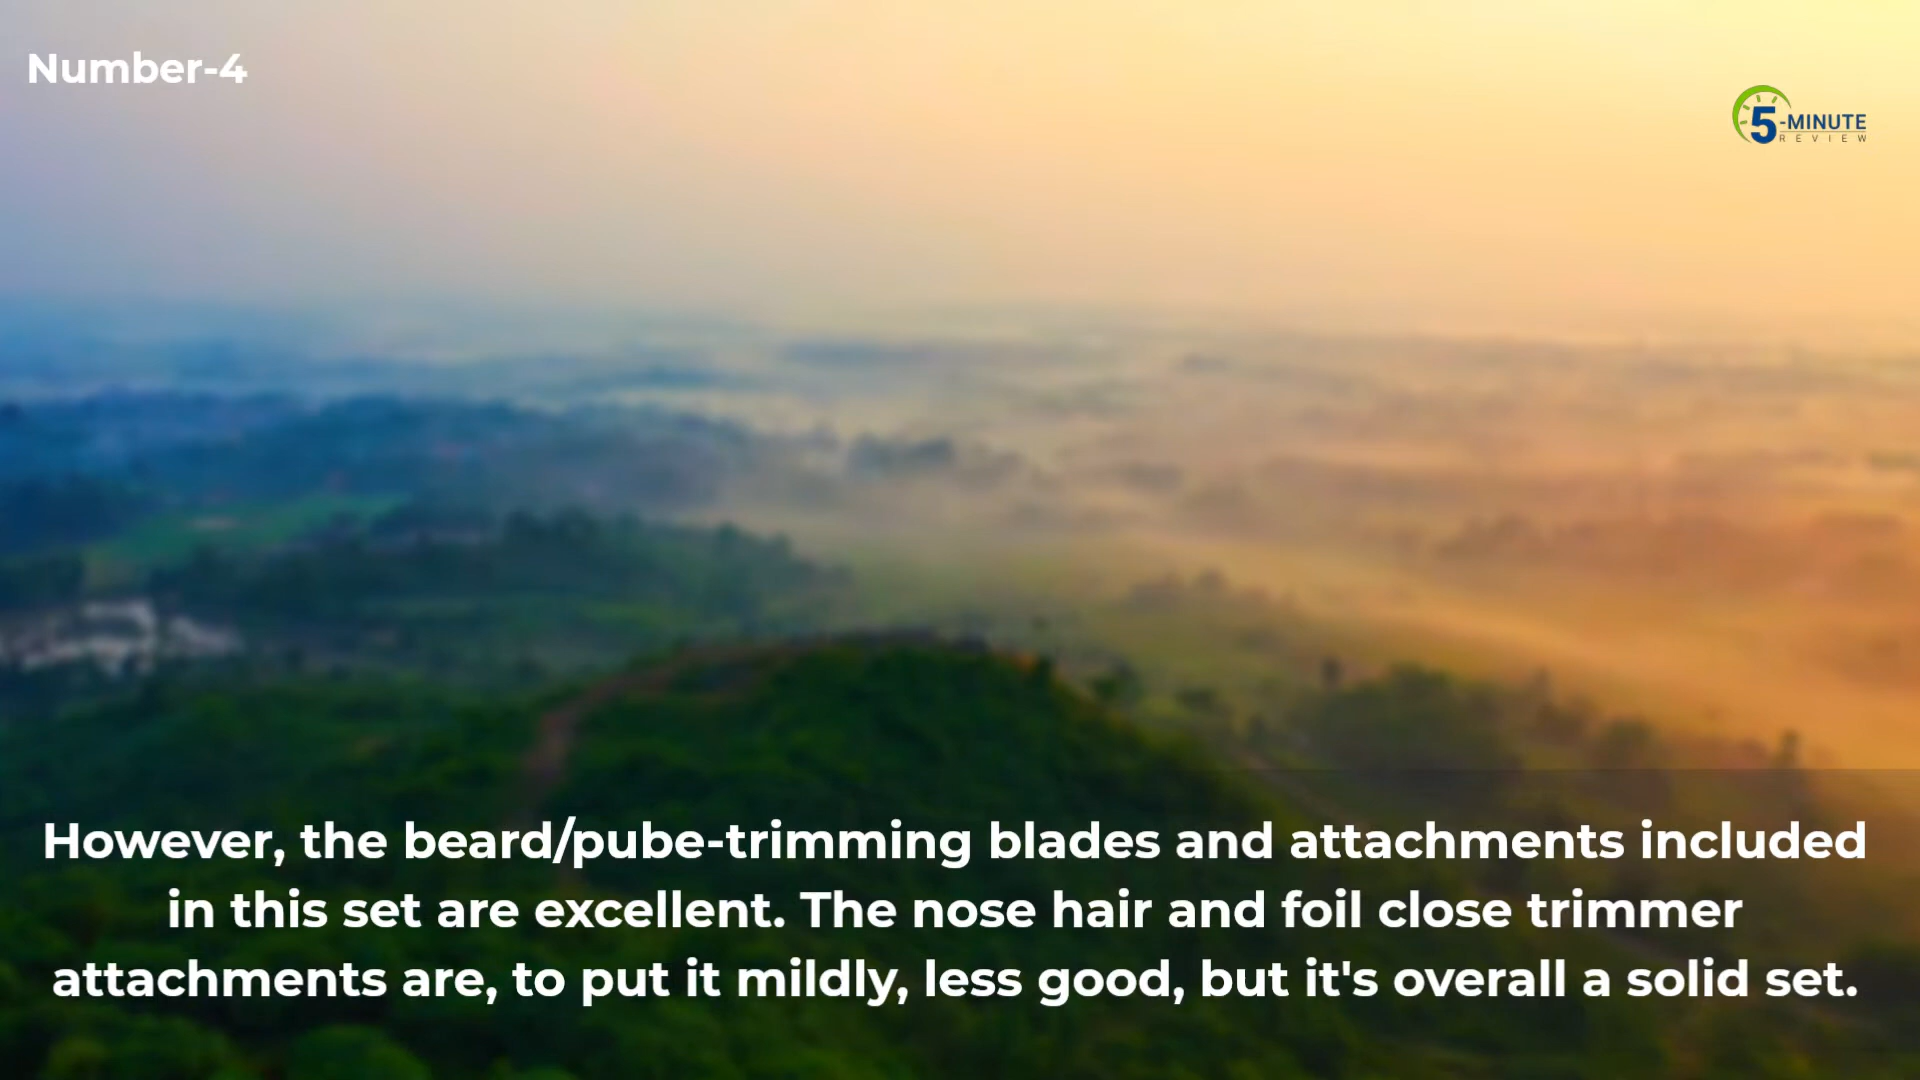 Number-4
5-MINUTE
REVIEW
However, the beard/pube-trimming blades and attachments included
in this set are excellent. The nose hair and foil close trimmer
attachments are, to put it mildly, less good, but it's overall a solid set.